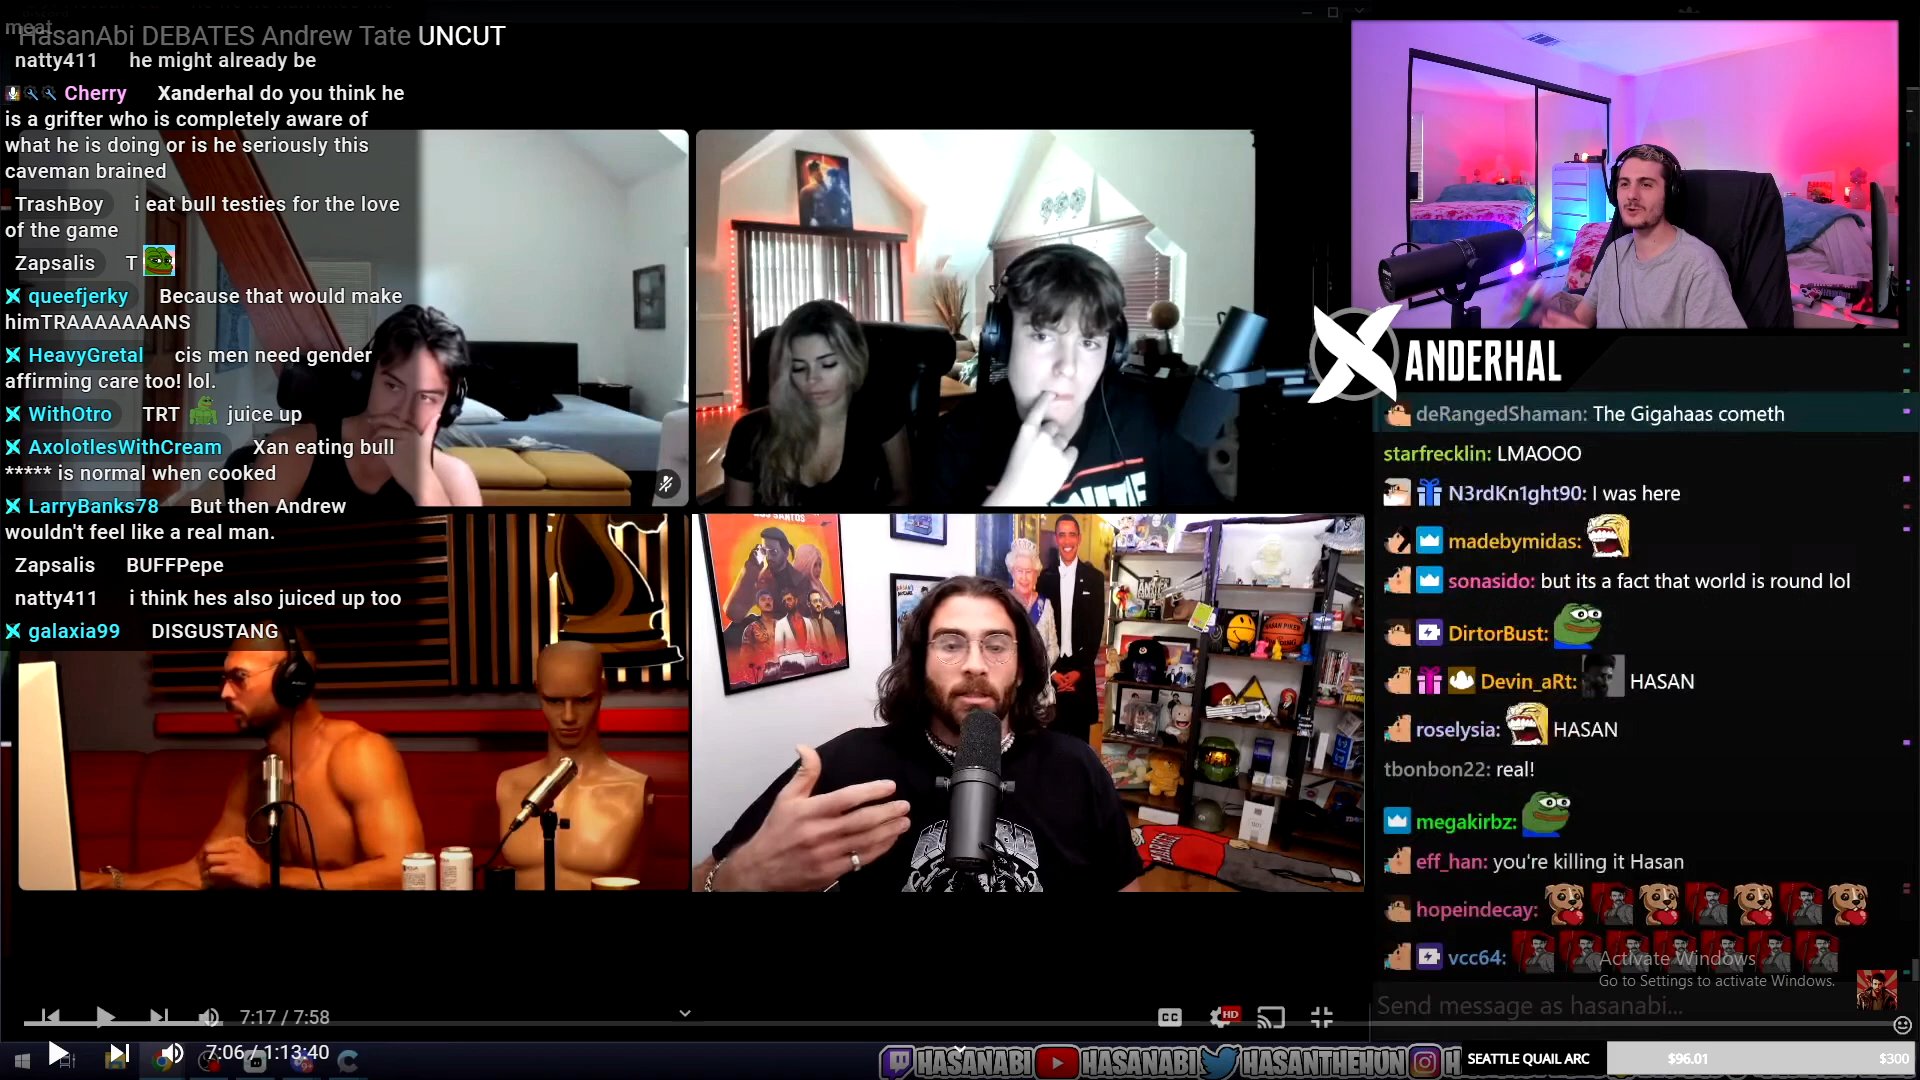 meat
HasanAbi DEBATES Andrew Tate UNCUT
natty411 he might already be
Cherry Xanderhal do you think he
is a grifter who is completely aware of
what he is doing or is he seriously this
caveman brained
TrashBoy i eat bull testies for the love
of the game
Zapsalis T
queefjerky Because that would make
himTRAAAAAAANS
HeavyGretal cis men need gender
affirming care too! lol.
WithOtro TRT juice up
AxolotlesWithCream Xan eating bull
***** is normal when cooked
LarryBanks78 But then Andrew
wouldn't feel like a real man.
Zapsalis BUFFPepe
natty411 i think hes also juiced up too
galaxia99 DISGUSTANG
LOS SANTOS
XANDERHAL
deRangedShaman: The Gigahaas cometh
starfrecklin: LMAOOO
N3rdKn1ght90: I was here
madebymidas:
sonasido: but its a fact that world is round lol
DirtorBust:
Devin_aRt: HASAN
roselysia: HASAN
tbonbon22: real!
megakirbz:
eff_han: you're killing it Hasan
hopeindecay:
vcc64:
Activate Windows
Go to Settings to activate Windows.
Send message as hasanabi...
7:17 / 7:58
CC HD
7:06 / 1:13:40
HASANABI HASANABI HASANTHEHUN H
SEATTLE QUAIL ARC $96.01 $300